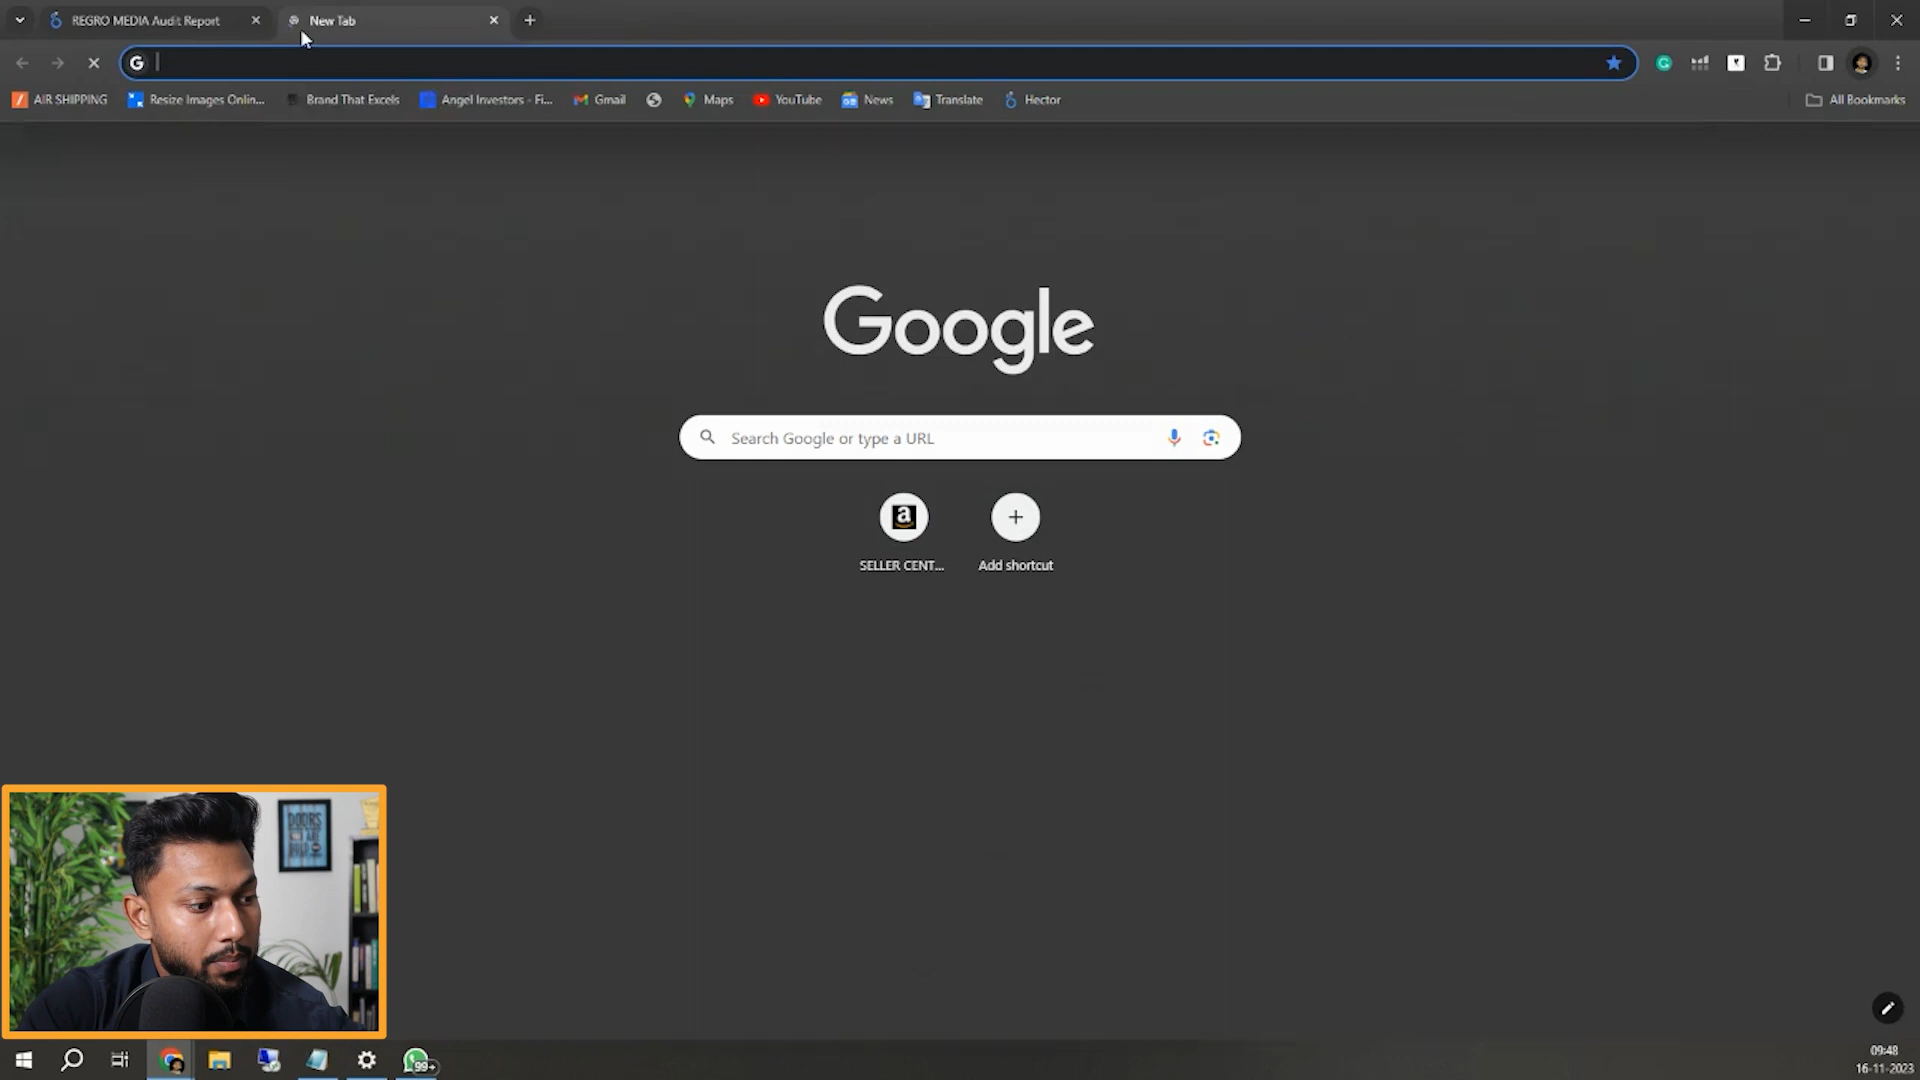 REGRO MEDIA Audit Report
New Tab
AIR SHIPPING
Resize Images Onlin...
Brand That Excels
Angel Investors - Fi...
Gmail
Maps
YouTube
News
Translate
Hector
All Bookmarks
Google
Search Google or type a URL
SELLER CENT...
Add shortcut
DOORS
99+
09:48
16-11-2023